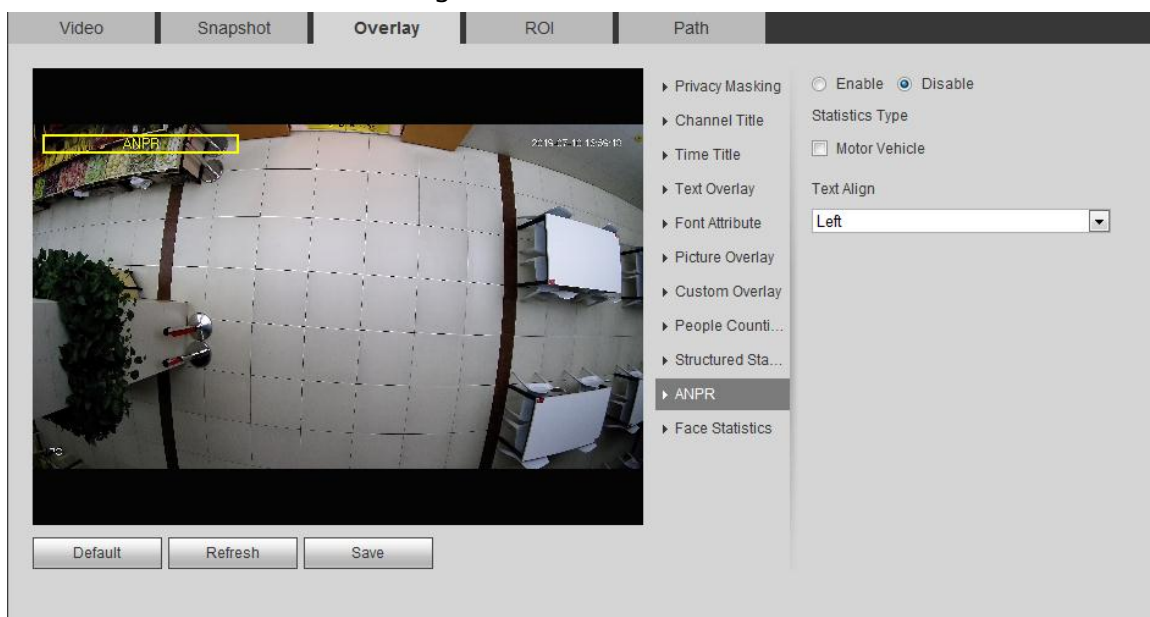 Video Snapshot Overlay ROI Path
ANPR
Privacy Masking
Channel Title
Time Title
Text Overlay
Font Attribute
Picture Overlay
Custom Overlay
People Counti...
Structured Sta...
ANPR
Face Statistics
Enable Disable
Statistics Type
Motor Vehicle
Text Align
Left
Default Refresh Save